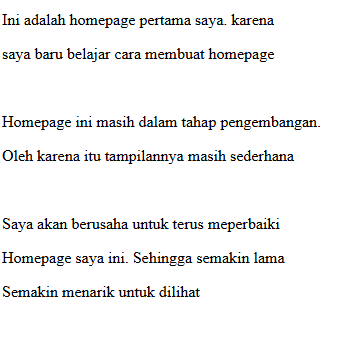 Ini adalah homepage pertama saya. karena
saya baru belajar cara membuat homepage
Homepage ini masih dalam tahap pengembangan.
Oleh karena itu tampilannya masih sederhana
Saya akan berusaha untuk terus meperbaiki
Homepage saya ini. Sehingga semakin lama
Semakin menarik untuk dilihat